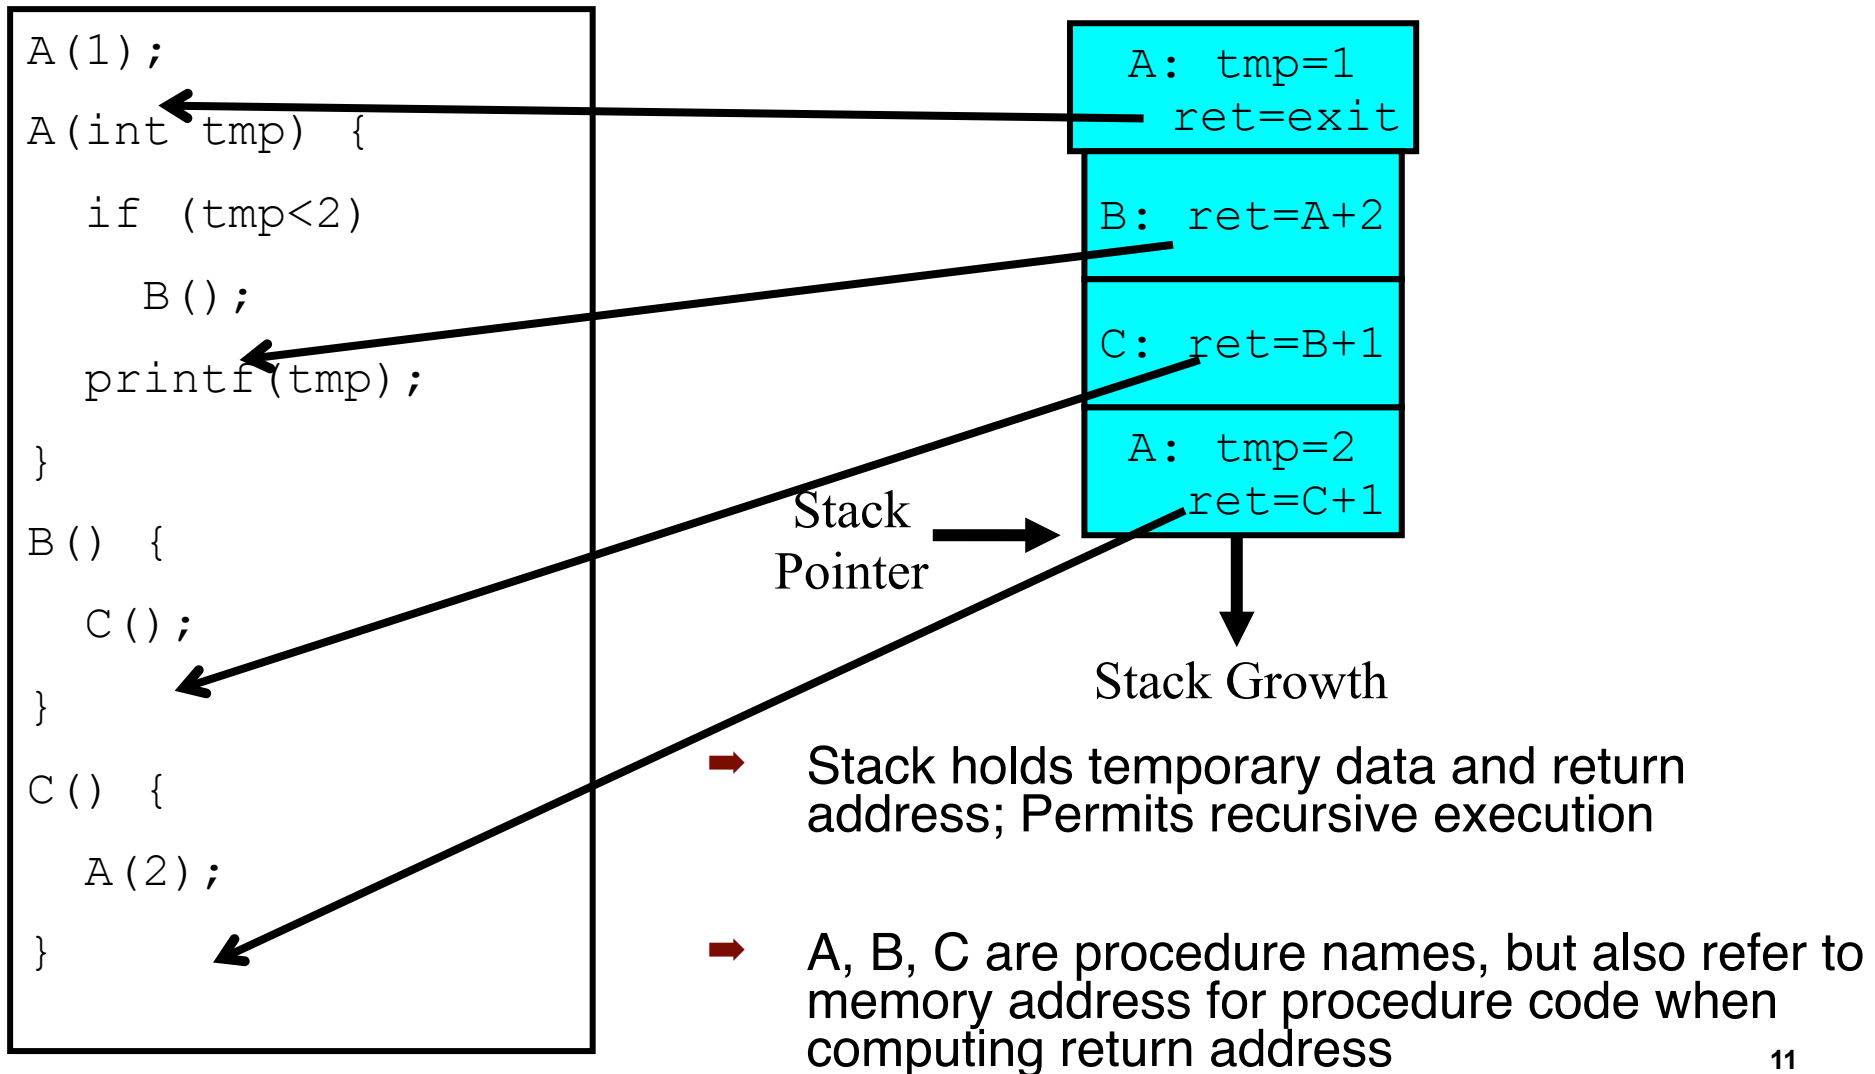 A(1);
A(int tmp) {
if (tmp<2)
B();
printf(tmp);
}
B() {
C();
}
C() {
A(2);
}
A: tmp=1
ret=exit
B: ret=A+2
C: ret=B+1
A: tmp=2
ret=C+1
Stack
Pointer
Stack Growth
Stack holds temporary data and return
address; Permits recursive execution
A, B, C are procedure names, but also refer to
memory address for procedure code when
computing return address
11